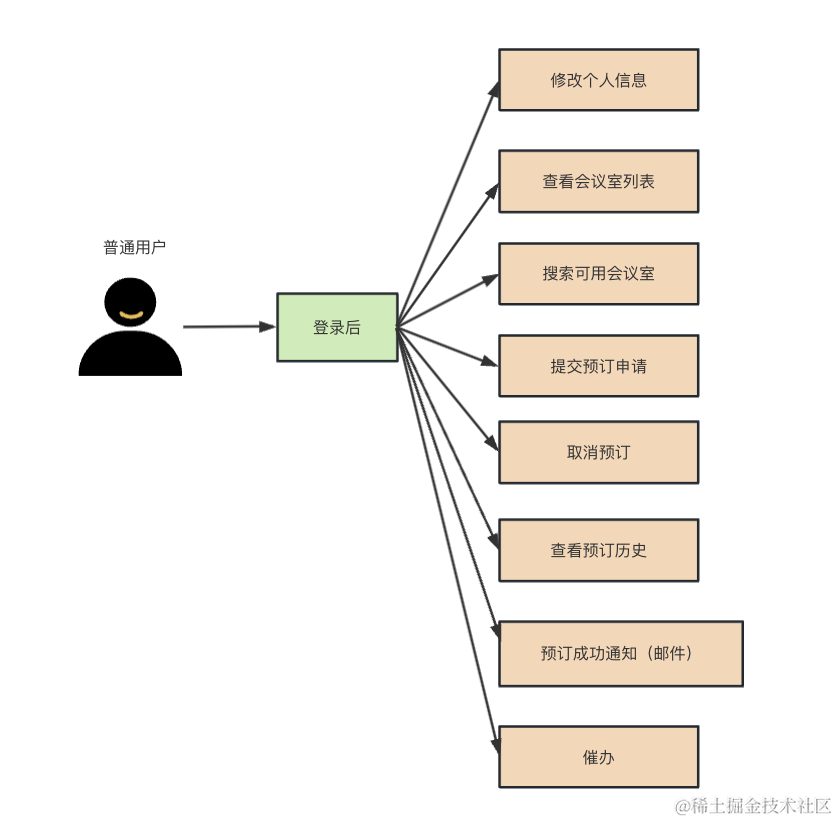 修改个人信息
查看会议室列表
普通用户
搜索可用会议室
登录后
提交预订申请
取消预订
查看预订历史
预订成功通知（邮件）
催办
@稀土掘金技术社区